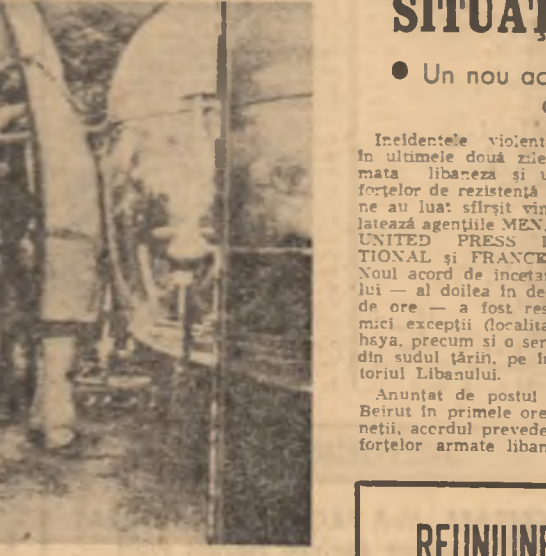 SITUAŢ
● Un nou ac
Incidentele violent
în ultimele două zile
mata libaneză și u
forțelor de rezistență
ne au luat sfîrșit vin
latează agențiile MEN,
UNITED PRESS I
TIONAL și FRANCE
Noul acord de înceta
lui — al doilea în de
de ore — a fost res
mici excepții (localita
haya, precum și o ser
din sudul țării, pe în
toriul Libanului.
Anunțat de postul
Beirut în primele ore
neții, acordul prevede
forțelor armate liban
REUNIUNE